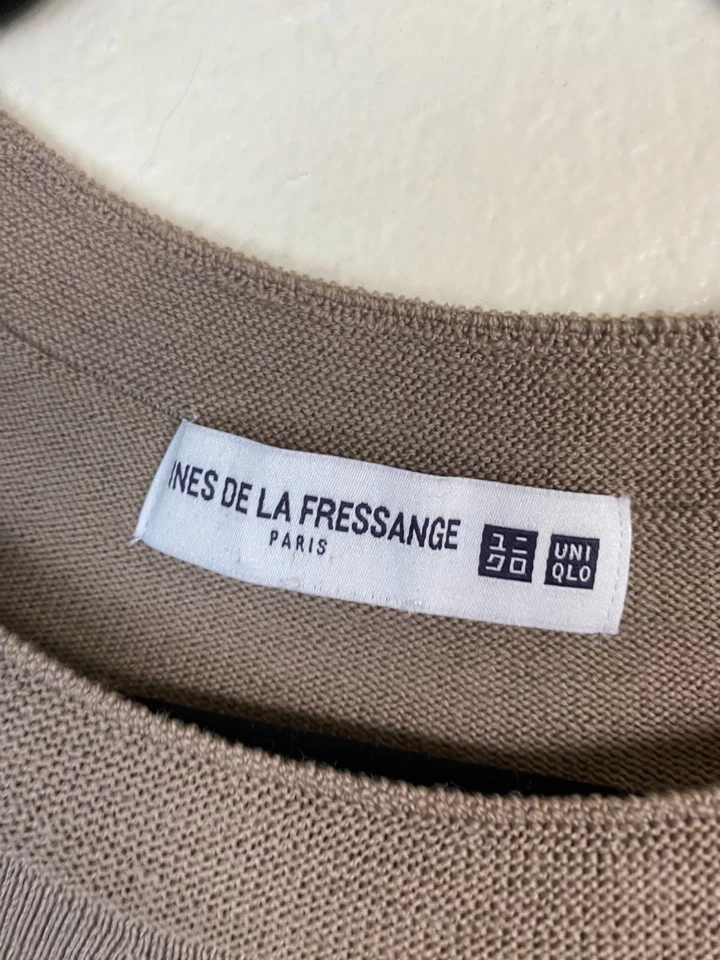 INES DE LA FRESSANGE
PARIS
ユニ
クロ
UNI
QLO